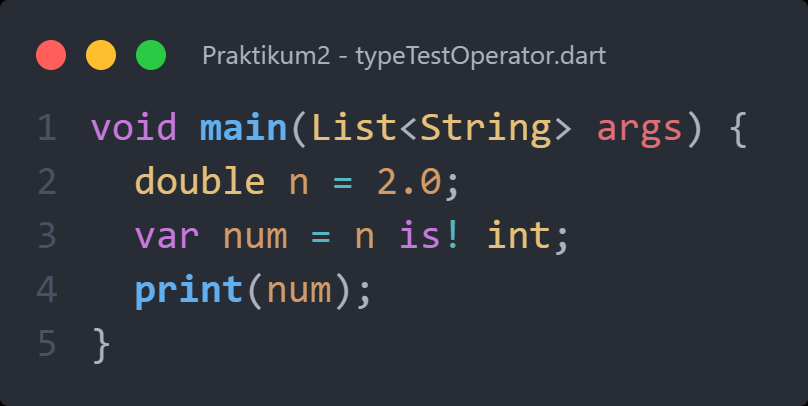 Praktikum2 - typeTestOperator.dart
1 void main(List<String> args) {
2   double n = 2.0;
3   var num = n is! int;
4   print(num);
5 }